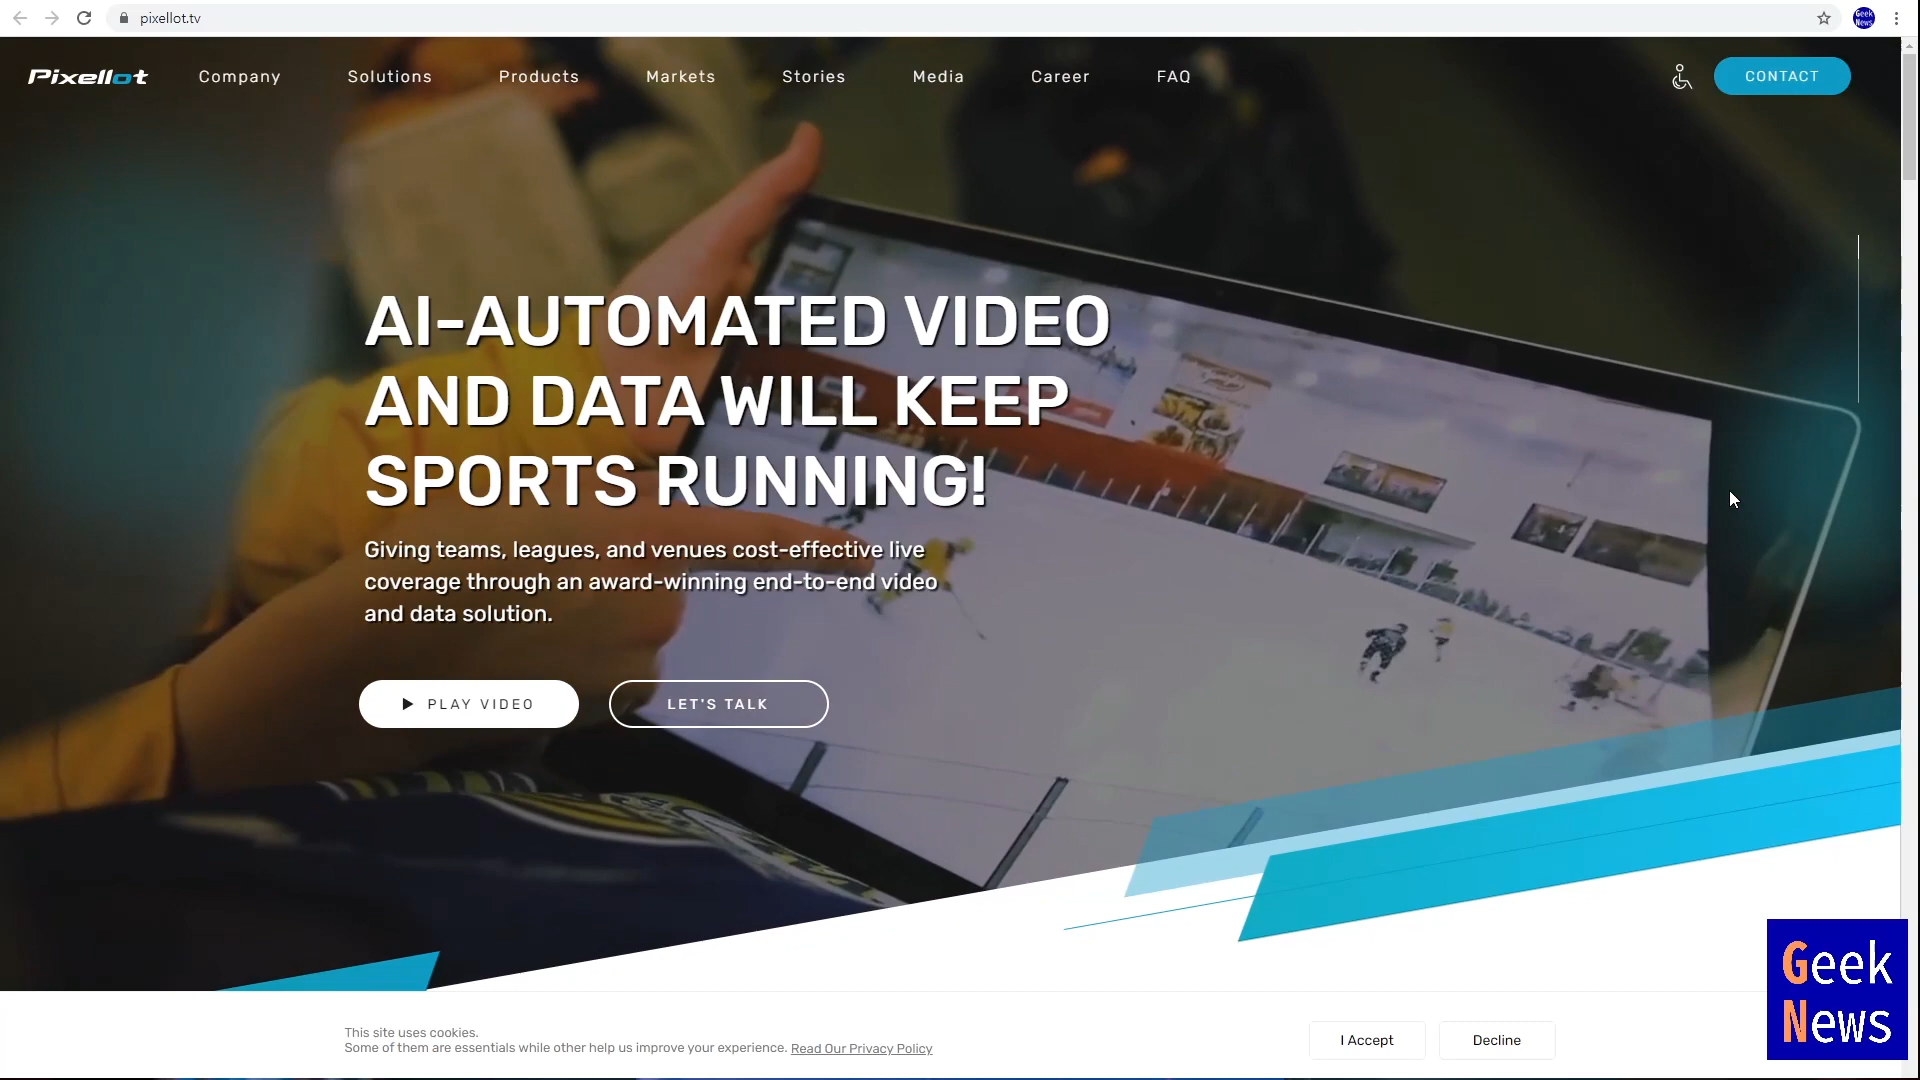 pixellot.tv
Geek News
Pixellot
Company
Solutions
Products
Markets
Stories
Media
Career
FAQ
CONTACT
AI-AUTOMATED VIDEO
AND DATA WILL KEEP
SPORTS RUNNING!
Giving teams, leagues, and venues cost-effective live
coverage through an award-winning end-to-end video
and data solution.
PLAY VIDEO
LET'S TALK
This site uses cookies.
Some of them are essentials while other help us improve your experience. Read Our Privacy Policy
I Accept
Decline
Geek
News